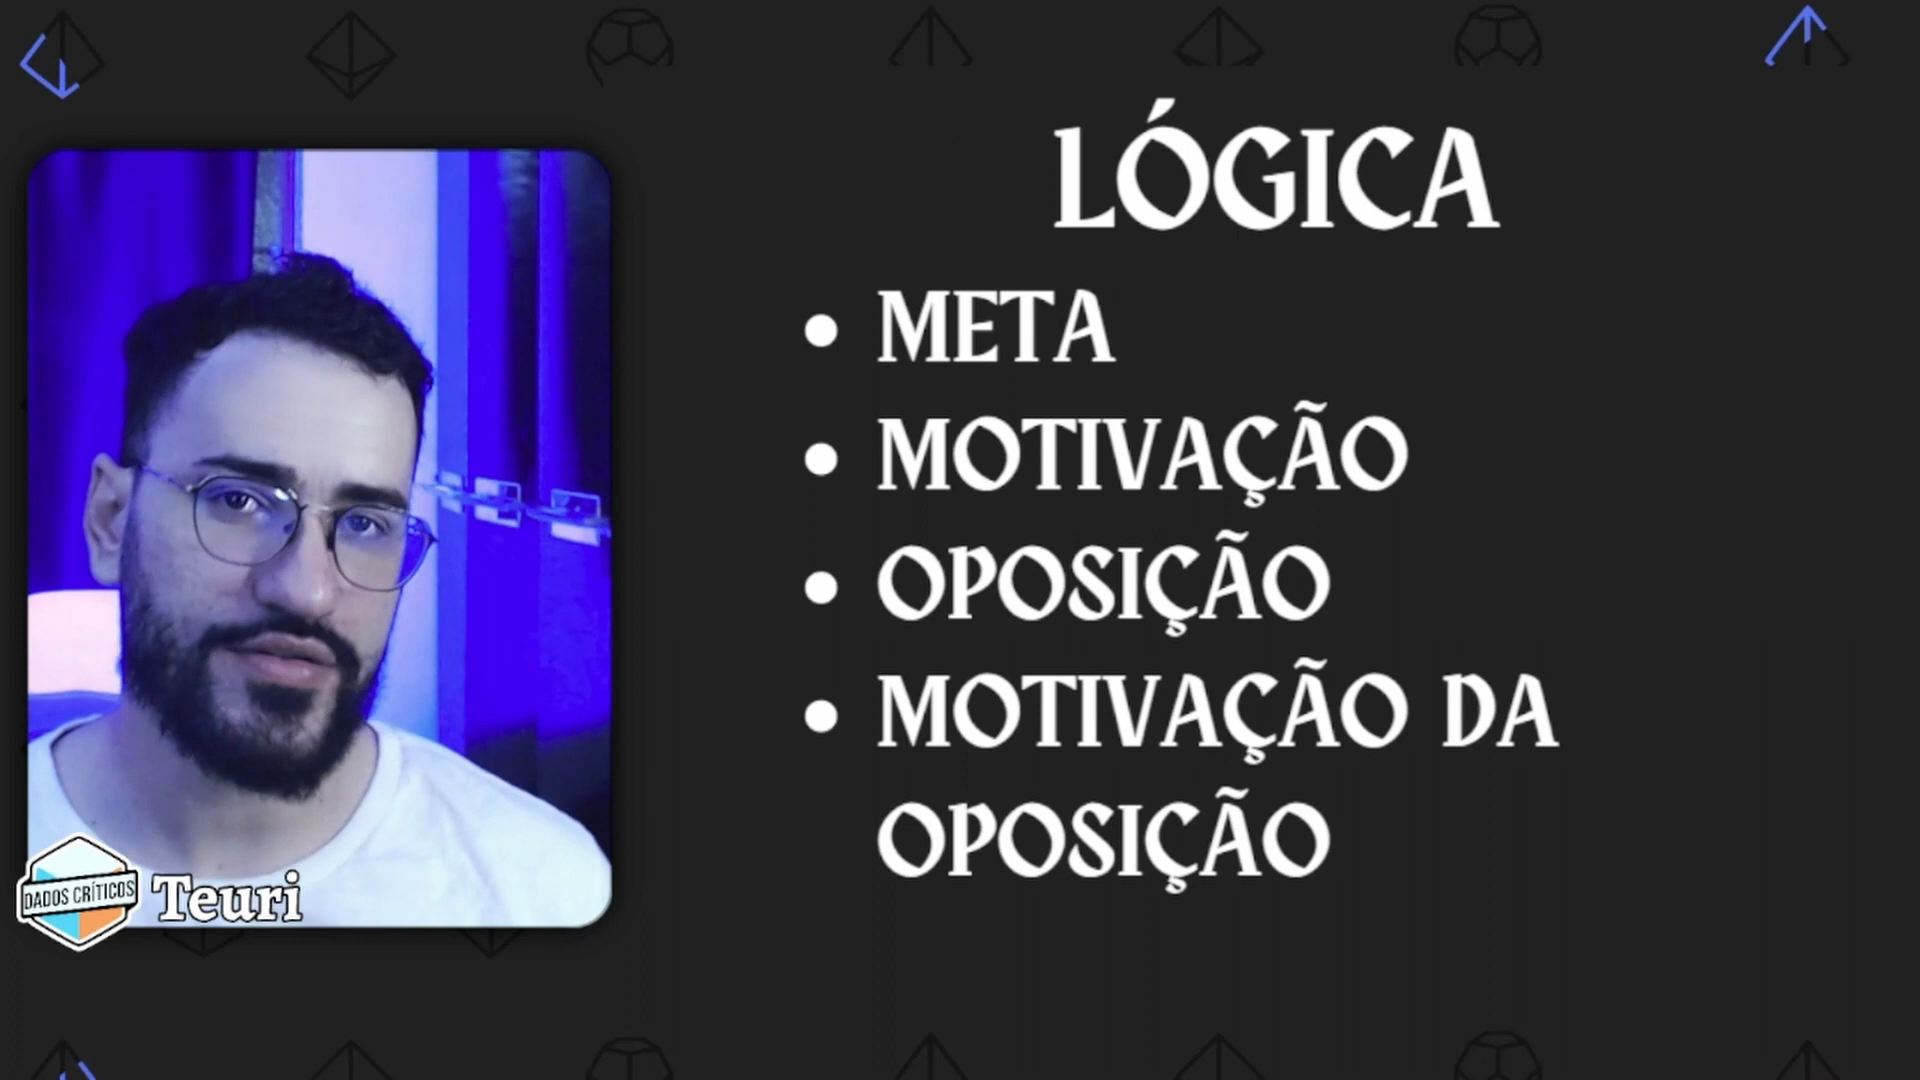 LÓGICA
META
MOTIVAÇÃO
OPOSIÇÃO
MOTIVAÇÃO DA
OPOSIÇÃO
DADOS CRÍTICOS
Teuri